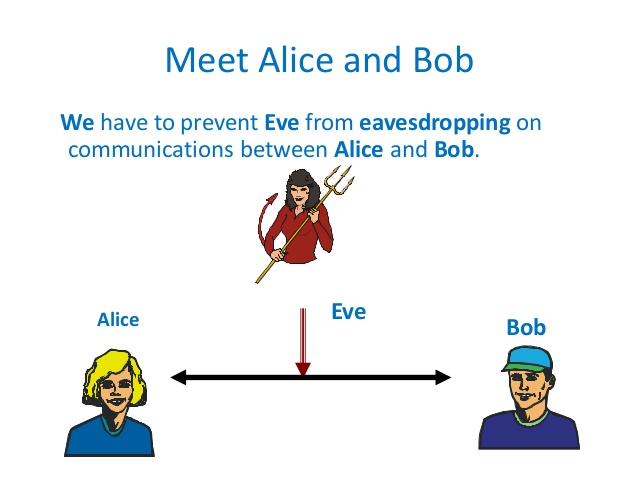 Meet Alice and Bob
We have to prevent Eve from eavesdropping on
communications between Alice and Bob.
Eve
Alice
Bob